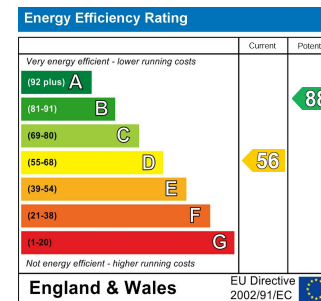 Energy Efficiency Rating
Current Potent
Very energy efficient - lower running costs
(92 plus) A
(81-91) B
88
(69-80) C
(55-68) D
56
(39-54) E
(21-38) F
(1-20) G
Not energy efficient - higher running costs
England & Wales
EU Directive
2002/91/EC